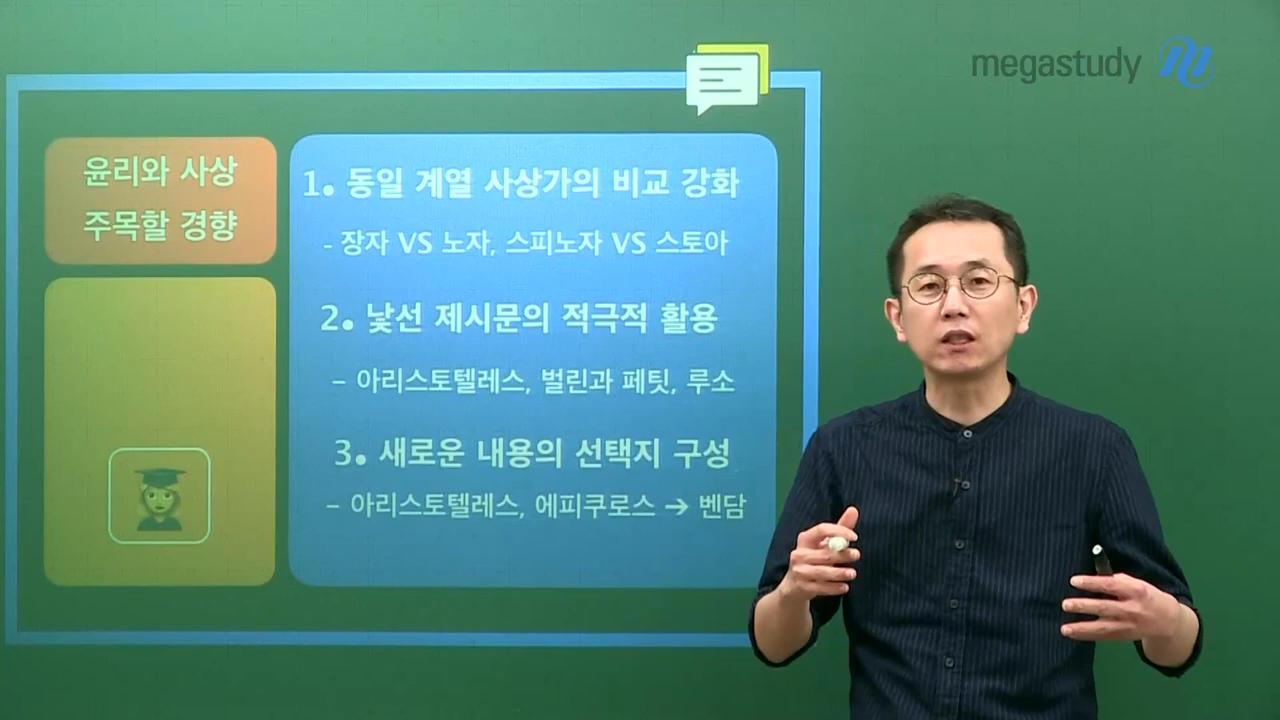 megastudy
윤리와 사상
주목할 경향
1. 동일 계열 사상가의 비교 강화
- 장자 VS 노자, 스피노자 VS 스토아
2. 낯선 제시문의 적극적 활용
– 아리스토텔레스, 벌린과 페팃, 루소
3. 새로운 내용의 선택지 구성
– 아리스토텔레스, 에피쿠로스 → 벤담